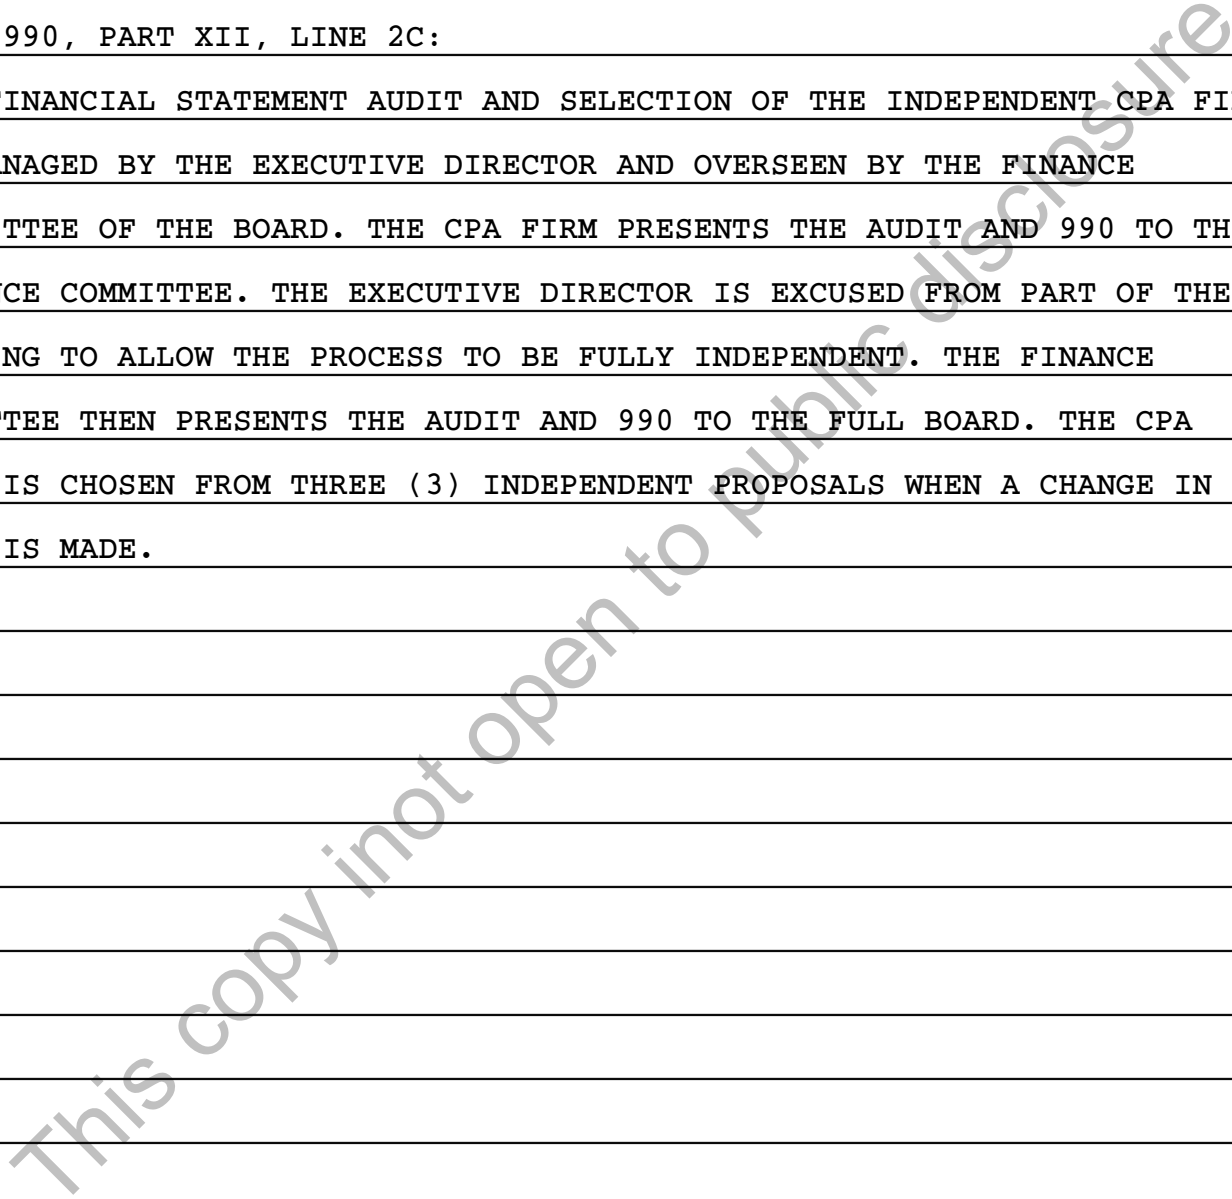 990, PART XII, LINE 2C:
FINANCIAL STATEMENT AUDIT AND SELECTION OF THE INDEPENDENT CPA
ANAGED BY THE EXECUTIVE DIRECTOR AND OVERSEEN BY THE FINANCE
TTEE OF THE BOARD. THE CPA FIRM PRESENTS THE AUDIT AND 990 TO TH
NCE COMMITTEE. THE EXECUTIVE DIRECTOR IS EXCUSED FROM PART OF THE
NG TO ALLOW THE PROCESS TO BE FULLY INDEPENDENT. THE FINANCE
TTEE THEN PRESENTS THE AUDIT AND 990 TO THE FULL BOARD. THE CPA
IS CHOSEN FROM THREE (3) INDEPENDENT PROPOSALS WHEN A CHANGE IN
IS MADE.
This copy inot open to public disclosure